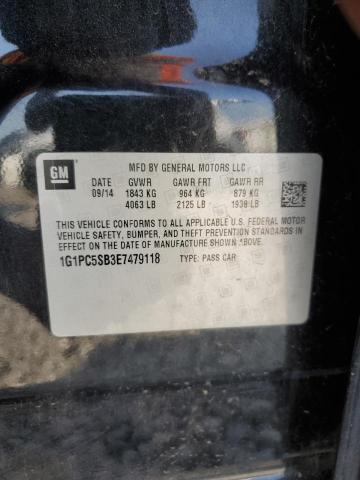 GM
MFD BY GENERAL MOTORS LLC
DATE GVWR GAWR FRT GAWR RR
09/14 1843 KG 964 KG 879 KG
4063 LB 2125 LB 1938 LB
THIS VEHICLE CONFORMS TO ALL APPLICABLE U.S. FEDERAL MOTOR
VEHICLE SAFETY, BUMPER, AND THEFT PREVENTION STANDARDS IN
EFFECT ON THE DATE OF MANUFACTURE SHOWN ABOVE.
1G1PC5SB3E7479118 TYPE: PASS CAR